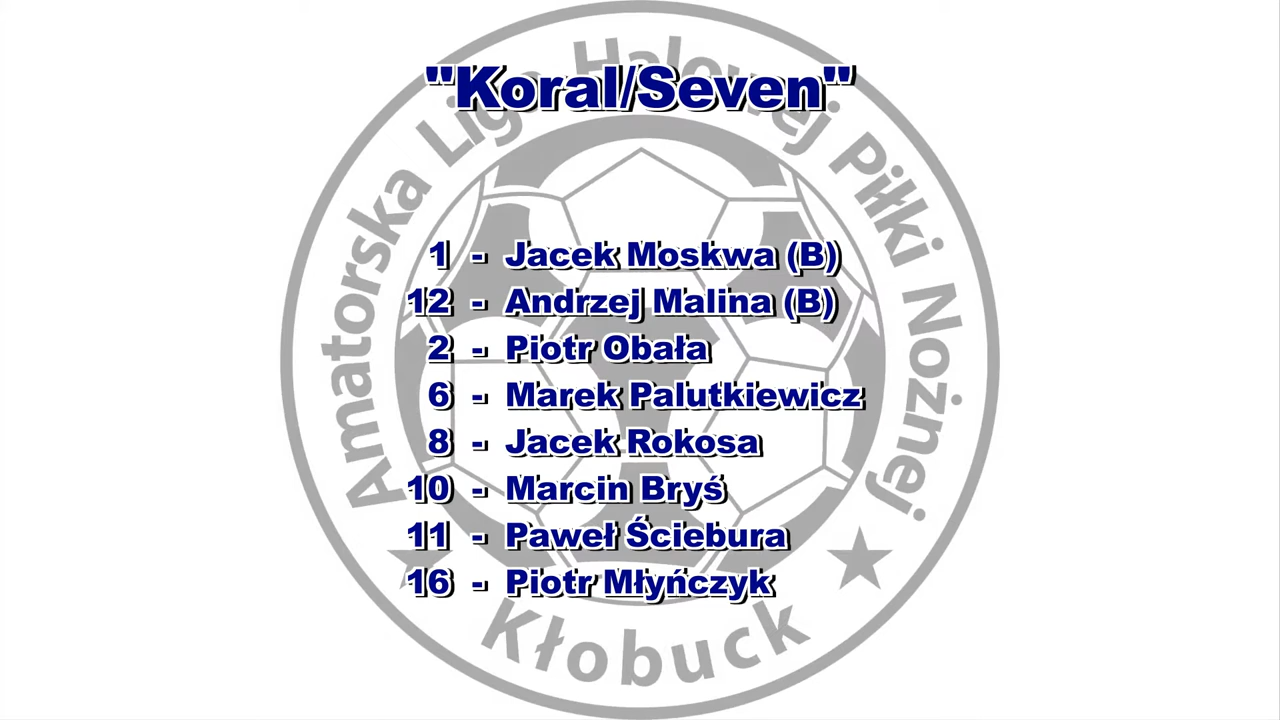 "Koral/Seven"
Amatorska Liga Halowej Piłki Nożnej
1 - Jacek Moskwa (B)
12 - Andrzej Malina (B)
2 - Piotr Obała
6 - Marek Palutkiewicz
8 - Jacek Rokosa
10 - Marcin Bryś
11 - Paweł Ściebura
16 - Piotr Młyńczyk
Kłobuck